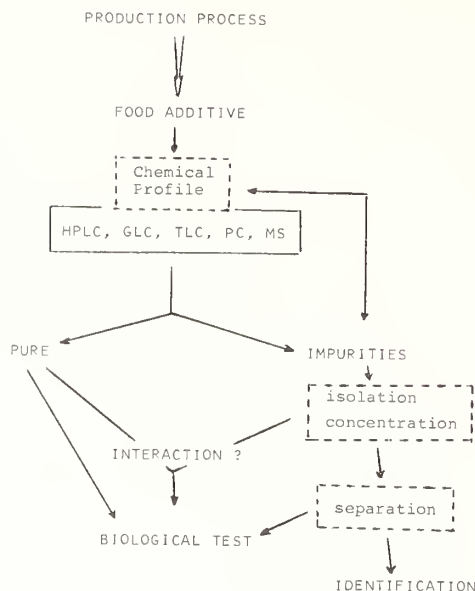 PRODUCTION PROCESS
FOOD ADDITIVE
Chemical
Profile
HPLC, GLC, TLC, PC, MS
PURE
IMPURITIES
isolation
concentration
INTERACTION ?
separation
BIOLOGICAL TEST
IDENTIFICATION